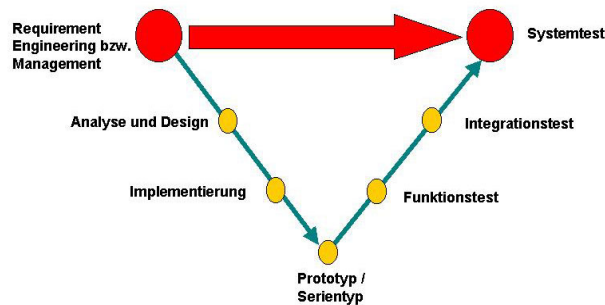 Requirement
Engineering bzw.
Management
Systemtest
Analyse und Design
Integrationstest
Implementierung
Funktionstest
Prototyp /
Serientyp